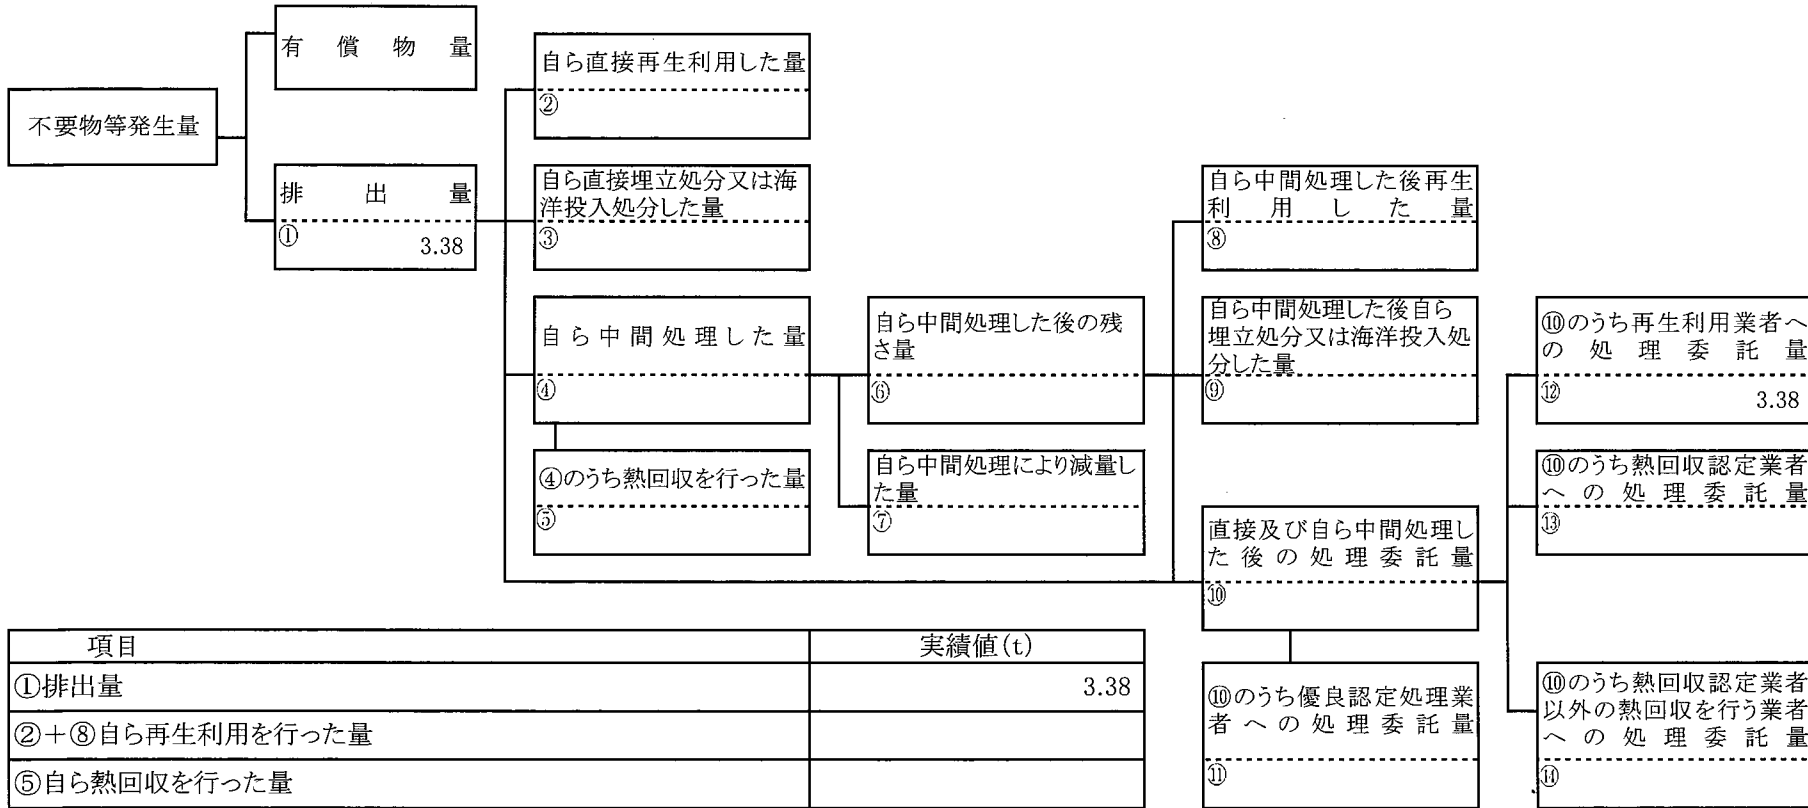 不要物等発生量
有償物量
排出量
① 3.38
自ら直接再生利用した量
②
自ら直接埋立処分又は海
洋投入処分した量
③
自ら中間処理した量
④
④のうち熱回収を行った量
⑤
自ら中間処理した後の残
さ量
⑥
自ら中間処理により減量し
た量
⑦
自ら中間処理した後再生
利用した量
⑧
自ら中間処理した後自ら
埋立処分又は海洋投入処
分した量
⑨
直接及び自ら中間処理し
た後の処理委託量
⑩
⑩のうち優良認定処理業
者への処理委託量
⑪
⑩のうち再生利用業者へ
の処理委託量
⑫ 3.38
⑩のうち熱回収認定業者
への処理委託量
⑬
⑩のうち熱回収認定業者
以外の熱回収を行う業者
への処理委託量
⑭
項目 実績値(t)
①排出量 3.38
②＋⑧自ら再生利用を行った量
⑤自ら熱回収を行った量